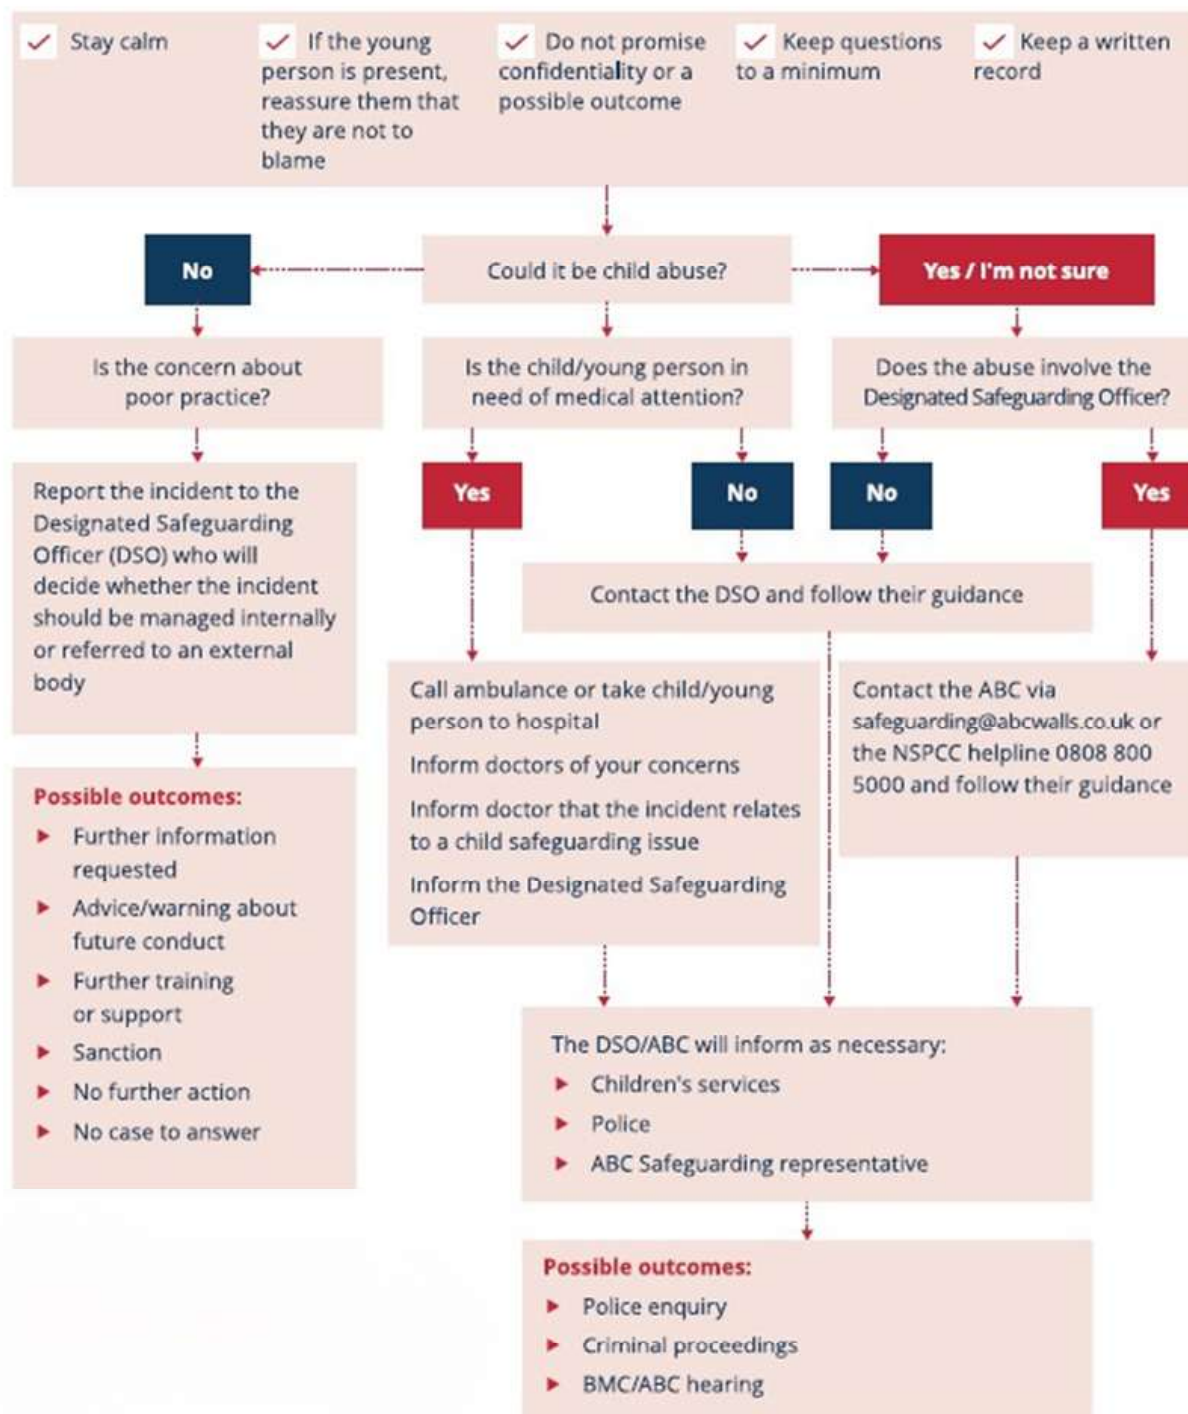 Stay calm
If the young
person is present,
reassure them that
they are not to
blame
Do not promise
confidentiality or a
possible outcome
Keep questions
to a minimum
Keep a written
record
No
Could it be child abuse?
Yes / I'm not sure
Is the concern about
poor practice?
Is the child/young person in
need of medical attention?
Does the abuse involve the
Designated Safeguarding Officer?
Report the incident to the
Designated Safeguarding
Officer (DSO) who will
decide whether the incident
should be managed internally
or referred to an external
body
Yes
No
No
Yes
Contact the DSO and follow their guidance
Call ambulance or take child/young
person to hospital
Inform doctors of your concerns
Inform doctor that the incident relates
to a child safeguarding issue
Inform the Designated Safeguarding
Officer
Contact the ABC via
safeguarding@abcwalls.co.uk or
the NSPCC helpline 0808 800
5000 and follow their guidance
Possible outcomes:
Further information
requested
Advice/warning about
future conduct
Further training
or support
Sanction
No further action
No case to answer
The DSO/ABC will inform as necessary:
Children's services
Police
ABC Safeguarding representative
Possible outcomes:
Police enquiry
Criminal proceedings
BMC/ABC hearing